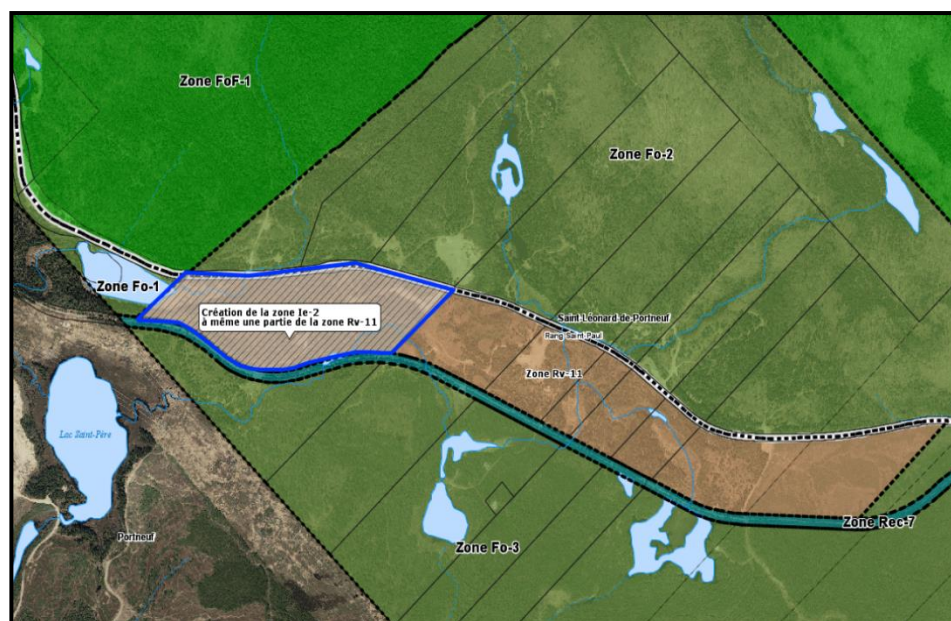 Zone FoF-1
Zone Fo-2
Zone Fo-1
Création de la zone Ie-2
à même une partie de la zone Rv-11
Saint-Léonard-de-Portneuf
Rang Saint-Paul
Zone Rv-11
Lac Saint-Père
Portneuf
Zone Fo-3
Zone Rec-7